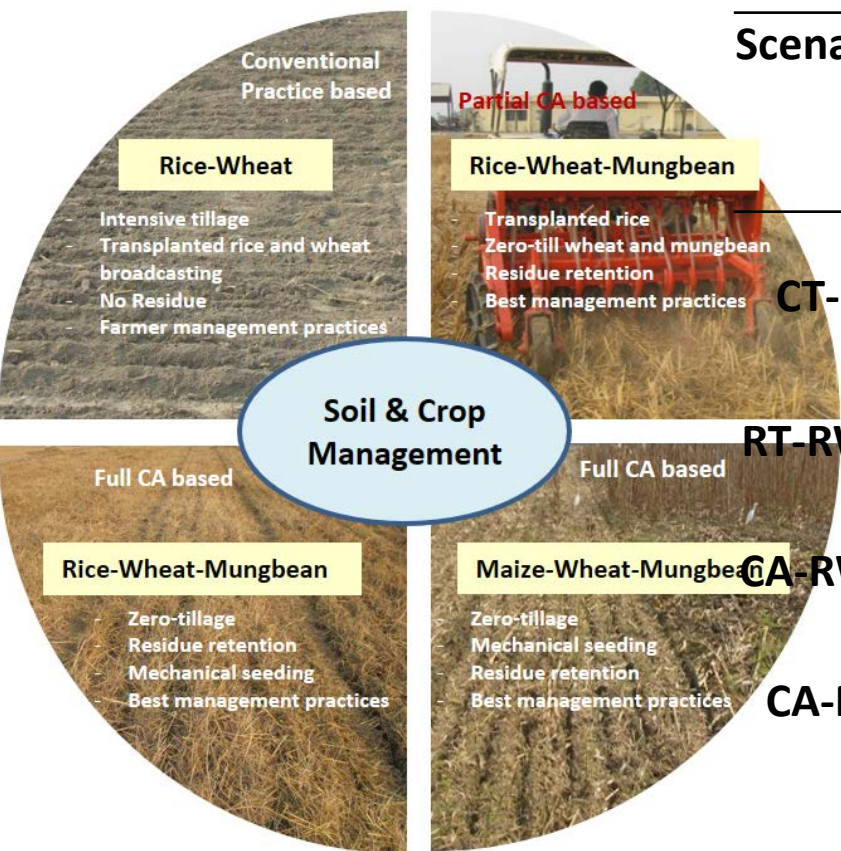 Conventional
Practice based
Rice-Wheat
- Intensive tillage
- Transplanted rice and wheat
broadcasting
- No Residue
- Farmer management practices
Partial CA based
Rice-Wheat-Mungbean
- Transplanted rice
- Zero-till wheat and mungbean
- Residue retention
- Best management practices
Soil & Crop
Management
Full CA based
Rice-Wheat-Mungbean
- Zero-tillage
- Residue retention
- Mechanical seeding
- Best management practices
Full CA based
Maize-Wheat-Mungbean
- Zero-tillage
- Mechanical seeding
- Residue retention
- Best management practices
CT-